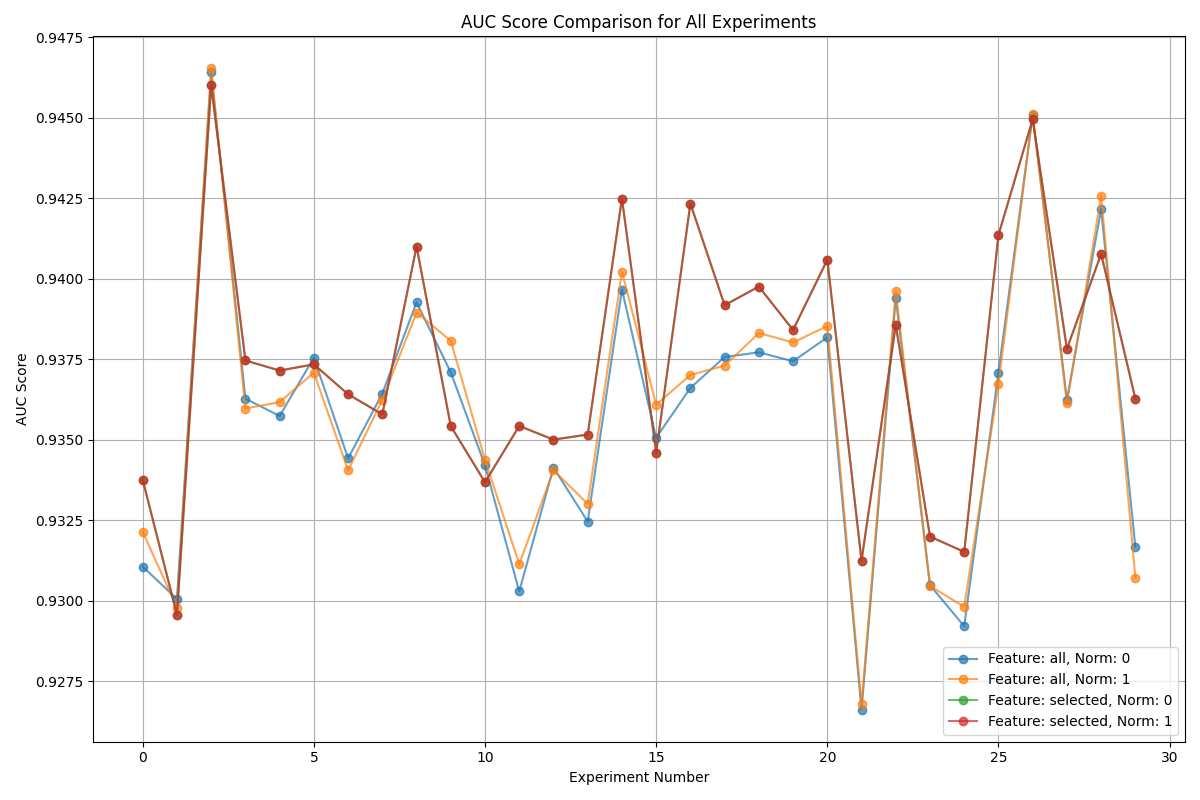 AUC Score Comparison for All Experiments
0.9475
0.9450
0.9425
0.9400
0.9375
0.9350
0.9325
0.9300
0.9275
AUC Score
Feature: all, Norm: 0
Feature: all, Norm: 1
Feature: selected, Norm: 0
Feature: selected, Norm: 1
0 5 10 15 20 25 30
Experiment Number